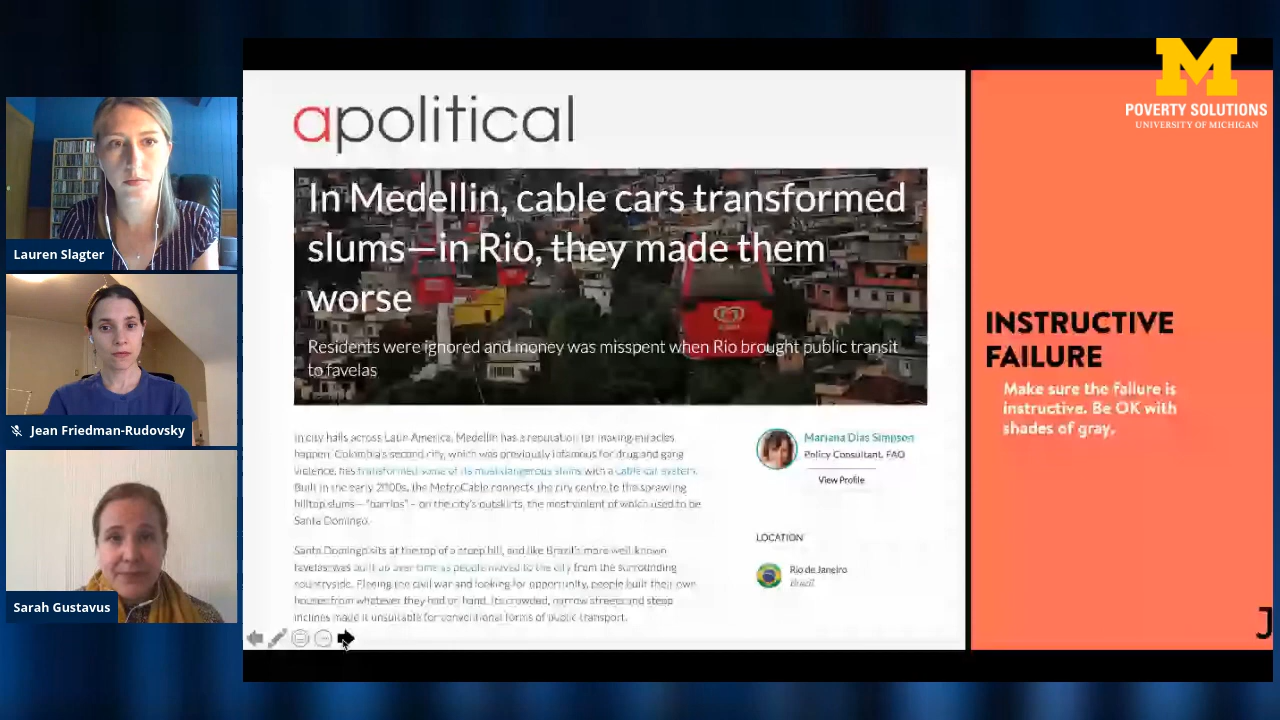 Lauren Slagter
Jean Friedman-Rudovsky
Sarah Gustavus
apolitical
In Medellin, cable cars transformed
slums—in Rio, they made them
worse
Residents were ignored and money was misspent when Rio brought public transit
to favelas
In city halls across Latin America, Medellin has a reputation for making miracles
happen. Colombia's second city, which was previously infamous for drug and gang
violence, has transformed some of its most dangerous slums with a cable car system.
Built in the early 2000s, the MetroCable connects the city centre to the sprawling
hilltop slums—"barrios" – on the city's outskirts, the most violent of which used to be
Santa Domingo.
Santa Domingo sits at the top of a steep hill, and like Brazil's more well known
favelas was built up over time as people moved to the city from the surrounding
countryside. Fleeing the civil war and looking for opportunity, people built their own
houses from whatever they had on hand. Its crowded, narrow streets and steep
inclines made it unsuitable for conventional forms of public transport.
Mariana Dias Simpson
Policy Consultant, FAO
View Profile
LOCATION
Rio de Janeiro
Brazil
M
POVERTY SOLUTIONS
UNIVERSITY OF MICHIGAN
INSTRUCTIVE
FAILURE
Make sure the failure is
instructive. Be OK with
shades of gray.
J